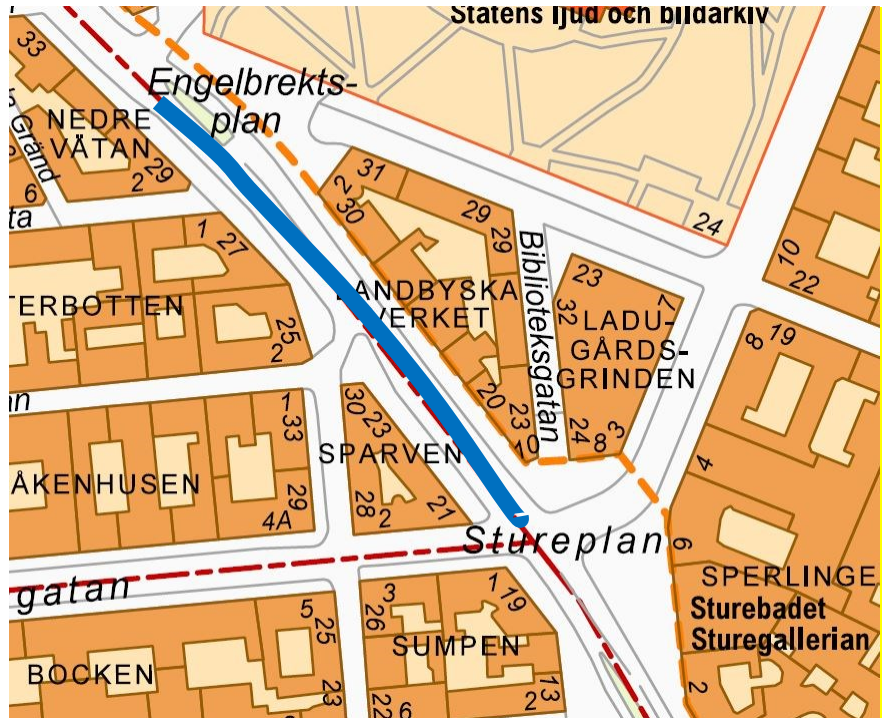 Statens ljud och bildarkiv
33
Engelbrekts-
plan
NEDRE
VÄTAN
Gränd
29
2
6
ta
31
2
30
29
29
24
1
27
Biblioteksgatan
23
7
10
22
TERBOTTEN
LANDBYSKA
VERKET
32
LADU-
GÅRDS-
GRINDEN
25
2
8
19
20
23
10
24
8
3
an
1
33
30
23
SPARVEN
4
ÅKENHUSEN
29
4A
28
2
21
Stureplan
6
gatan
SPERLINGE
Sturebadet
Sturegallerian
3
26
1
19
5
25
SUMPEN
BOCKEN
23
22
6
2
13
2